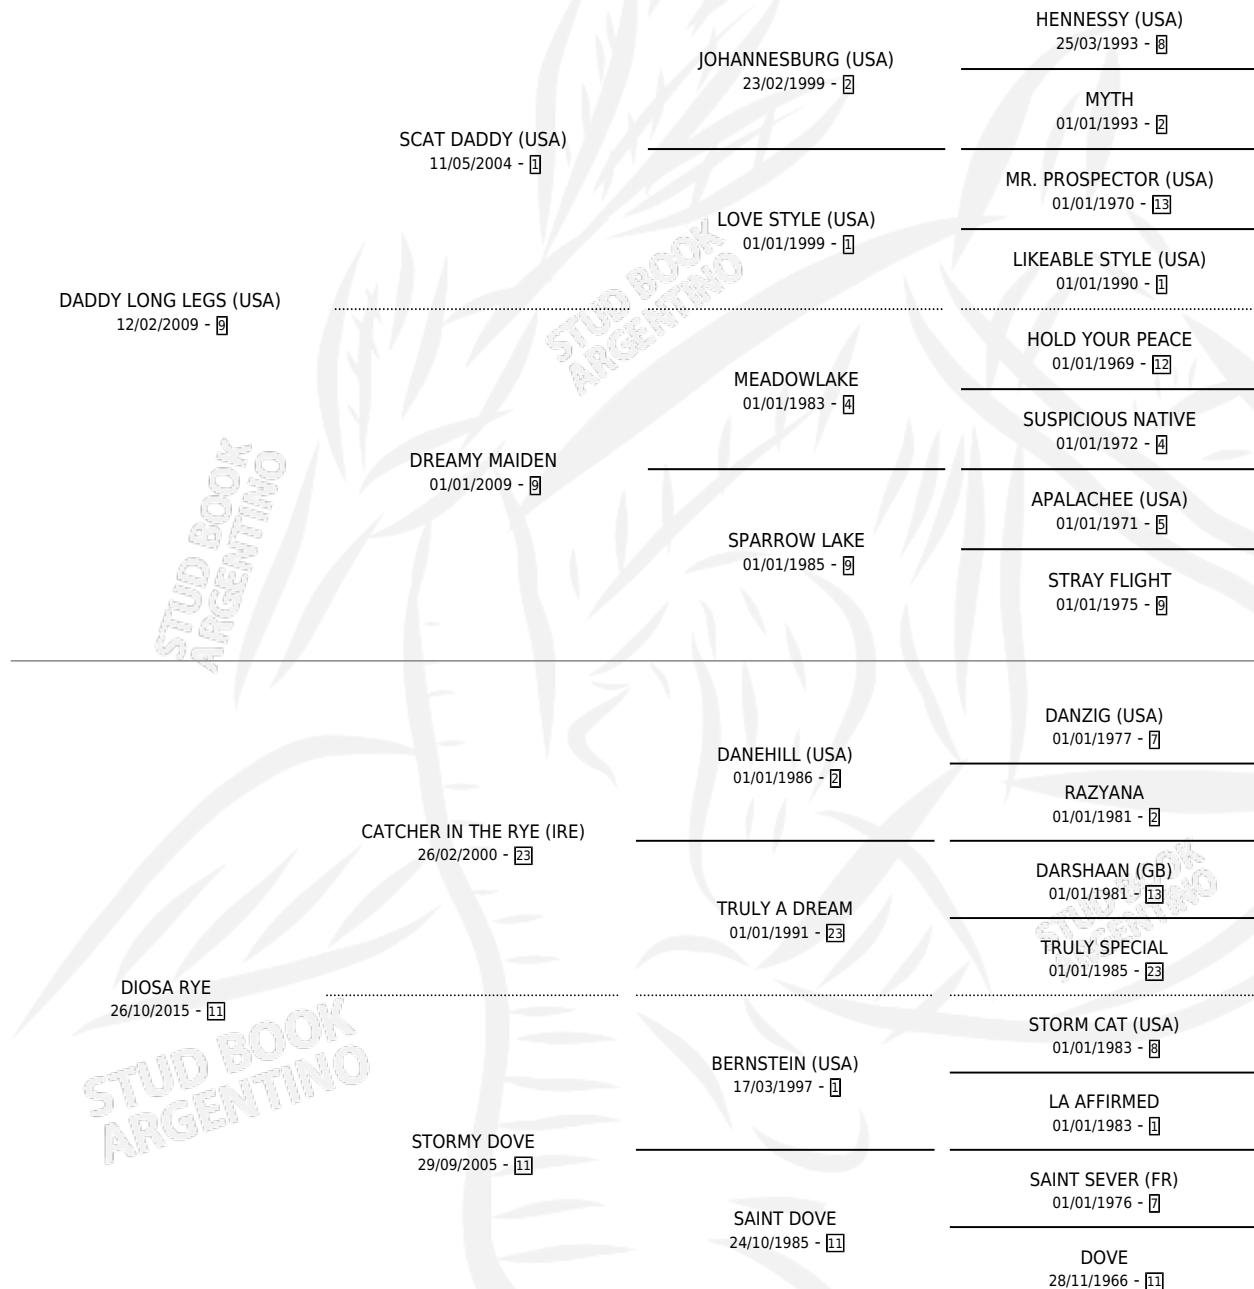 HENNESSY (USA)
25/03/1993 - 8
JOHANNESBURG (USA)
23/02/1999 - 2
MYTH
01/01/1993 - 2
SCAT DADDY (USA)
11/05/2004 - 1
MR. PROSPECTOR (USA)
01/01/1970 - 13
LOVE STYLE (USA)
01/01/1999 - 1
LIKEABLE STYLE (USA)
01/01/1990 - 1
DADDY LONG LEGS (USA)
12/02/2009 - 9
HOLD YOUR PEACE
01/01/1969 - 12
MEADOWLAKE
01/01/1983 - 4
SUSPICIOUS NATIVE
01/01/1972 - 4
DREAMY MAIDEN
01/01/2009 - 9
APALACHEE (USA)
01/01/1971 - 5
SPARROW LAKE
01/01/1985 - 9
STRAY FLIGHT
01/01/1975 - 9
DANZIG (USA)
01/01/1977 - 7
DANEHILL (USA)
01/01/1986 - 2
RAZYANA
01/01/1981 - 2
CATCHER IN THE RYE (IRE)
26/02/2000 - 23
DARSHAAN (GB)
01/01/1981 - 13
TRULY A DREAM
01/01/1991 - 23
TRULY SPECIAL
01/01/1985 - 23
DIOSA RYE
26/10/2015 - 11
STORM CAT (USA)
01/01/1983 - 8
BERNSTEIN (USA)
17/03/1997 - 1
LA AFFIRMED
01/01/1983 - 1
STORMY DOVE
29/09/2005 - 11
SAINT SEVER (FR)
01/01/1976 - 7
SAINT DOVE
24/10/1985 - 11
DOVE
28/11/1966 - 11
STUD BOOK
ARGENTINO
STUD BOOK
ARGENTINO
STUD BOOK
ARGENTINO
STUD BOOK
ARGENTINO